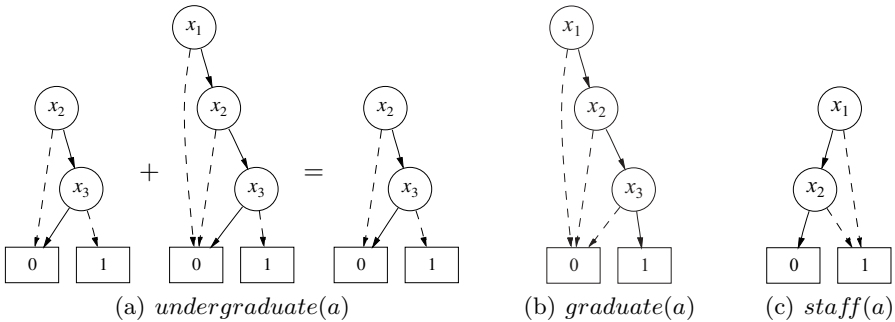 x1
x1
x2
x2
x2
x2
x1
x3
+
x3
=
x3
x3
x2
0
1
0
1
0
1
0
1
0
1
(a) undergraduate(a)
(b) graduate(a)
(c) staff(a)